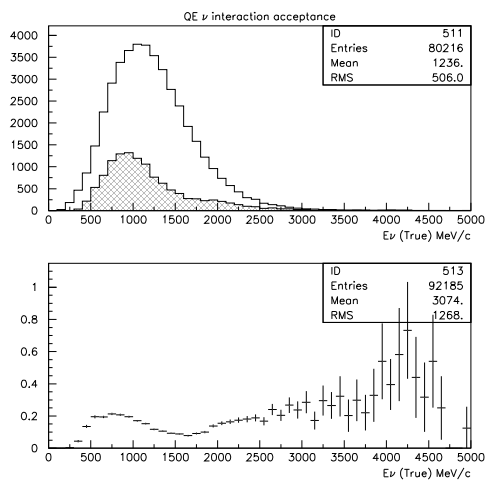 QE ν interaction acceptance
ID 511
Entries 80216
Mean 1236.
RMS 506.0
4000
3500
3000
2500
2000
1500
1000
500
0
0 500 1000 1500 2000 2500 3000 3500 4000 4500 5000
Eν (True) MeV/c
ID 513
Entries 92185
Mean 3074.
RMS 1268.
1
0.8
0.6
0.4
0.2
0
0 500 1000 1500 2000 2500 3000 3500 4000 4500 5000
Eν (True) MeV/c